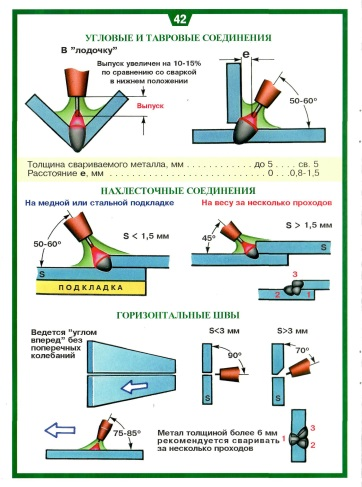 42
УГЛОВЫЕ И ТАВРОВЫЕ СОЕДИНЕНИЯ
В "лодочку"
Выпуск увеличен на 10-15%
по сравнению со сваркой
в нижнем положении
Выпуск
e
50-60°
Толщина свариваемого металла, мм . . . . . . . . . . . . . до 5 . . . . св. 5
Расстояние e, мм . . . . . . . . . . . . . . . . . . . . . . . . . . . . 0 . . .0,8-1,5
НАХЛЕСТОЧНЫЕ СОЕДИНЕНИЯ
На медной или стальной подкладке
На весу за несколько проходов
S < 1,5 мм
50-60°
S
ПОДКЛАДКА
S > 1,5 мм
45°
S
3
2
1
ГОРИЗОНТАЛЬНЫЕ ШВЫ
Ведется "углом
вперед" без
поперечных
колебаний
S<3 мм
90°
S
S>3 мм
70°
S
75-85°
Метал толщиной более 6 мм
рекомендуется сваривать
за несколько проходов
3
2
1